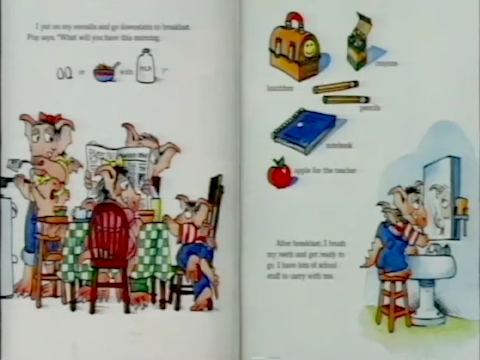 I put on my overalls and go downstairs to breakfast.
Pop says, "What will you have this morning,
or with MILK ?"
lunchbox
crayons
pencils
notebook
apple for the teacher
After breakfast, I brush
my teeth and get ready to
go. I have lots of school
stuff to carry with me.